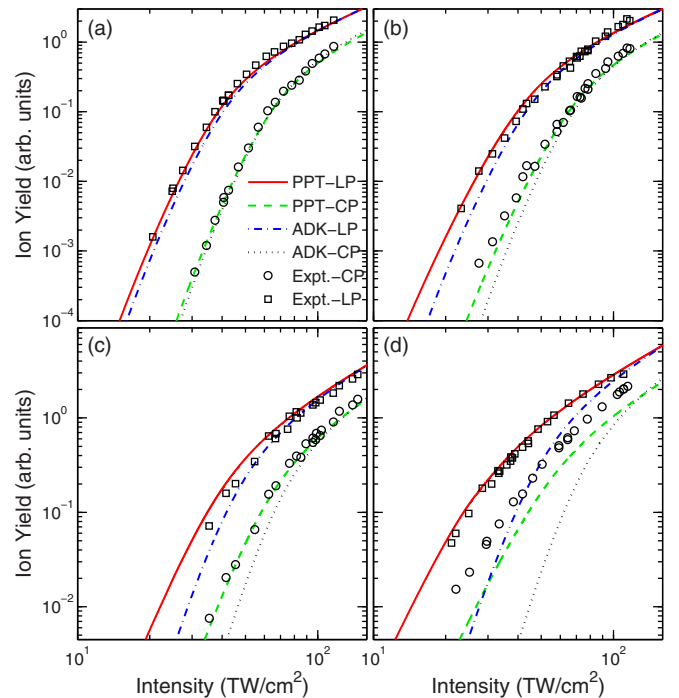 (a)
(b)
10^0
10^-1
10^-2
10^-3
10^-4
Ion Yield (arb. units)
PPT-LP
PPT-CP
ADK-LP
ADK-CP
Expt.-CP
Expt.-LP
(c)
(d)
10^1
10^0
10^-1
10^-2
Ion Yield (arb. units)
10^1
10^2
10^2
Intensity (TW/cm^2)
Intensity (TW/cm^2)